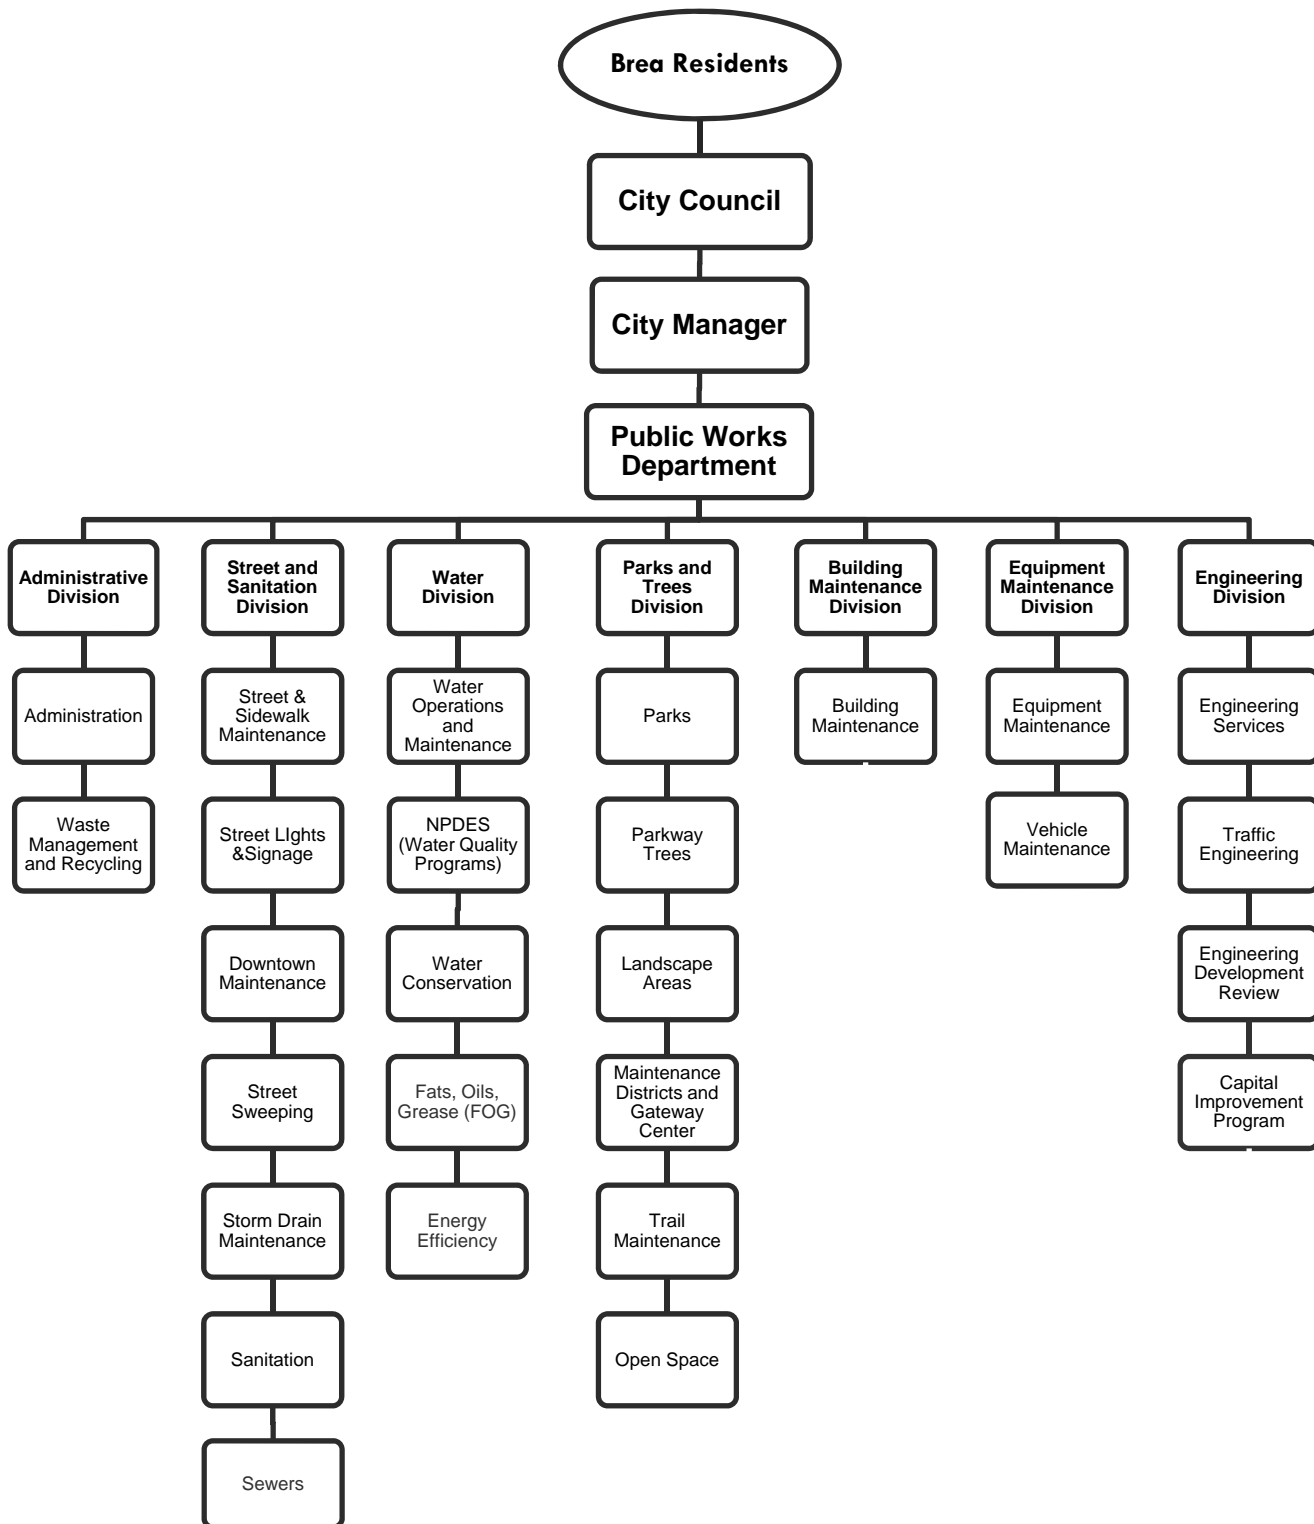 Brea Residents
City Council
City Manager
Public Works
Department
Administrative
Division
Street and
Sanitation
Division
Water
Division
Parks and
Trees
Division
Building
Maintenance
Division
Equipment
Maintenance
Division
Engineering
Division
Administration
Street &
Sidewalk
Maintenance
Water
Operations
and
Maintenance
Parks
Building
Maintenance
Equipment
Maintenance
Engineering
Services
Waste
Management
and Recycling
Street LIghts
&Signage
NPDES
(Water Quality
Programs)
Parkway
Trees
Vehicle
Maintenance
Traffic
Engineering
Downtown
Maintenance
Water
Conservation
Landscape
Areas
Engineering
Development
Review
Street
Sweeping
Fats, Oils,
Grease (FOG)
Maintenance
Districts and
Gateway
Center
Capital
Improvement
Program
Storm Drain
Maintenance
Energy
Efficiency
Trail
Maintenance
Sanitation
Open Space
Sewers